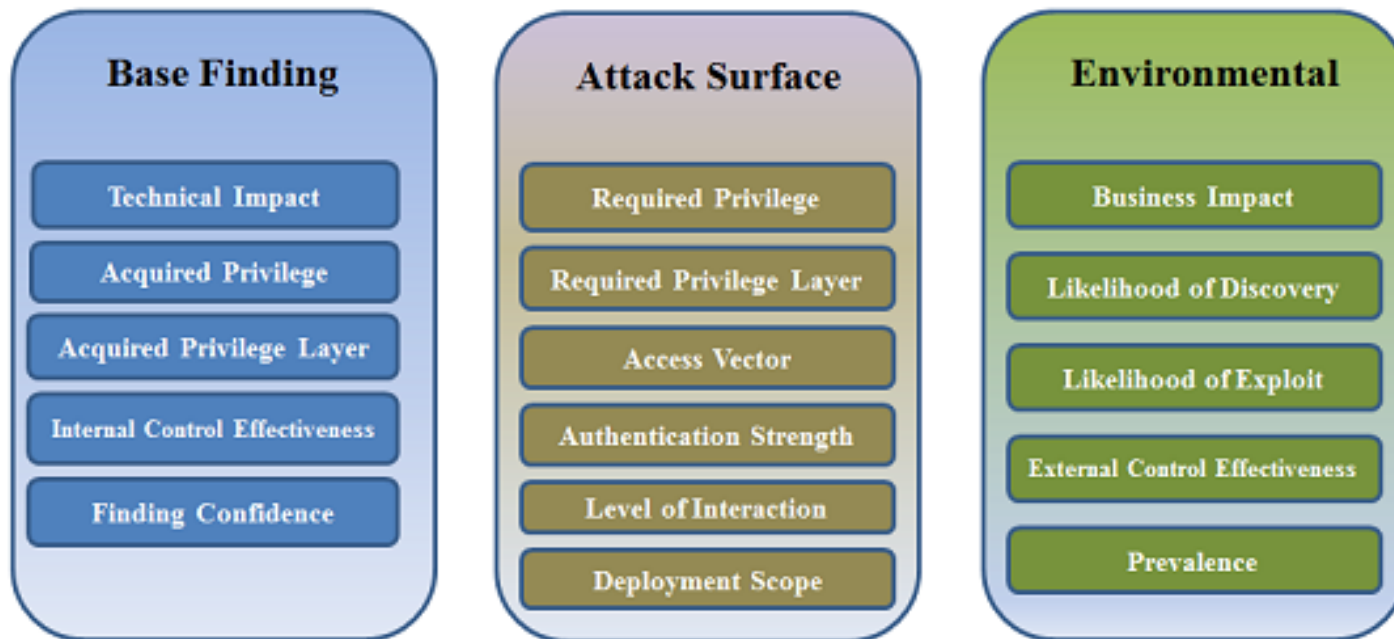 Base Finding
Technical Impact
Acquired Privilege
Acquired Privilege Layer
Internal Control Effectiveness
Finding Confidence
Attack Surface
Required Privilege
Required Privilege Layer
Access Vector
Authentication Strength
Level of Interaction
Deployment Scope
Environmental
Business Impact
Likelihood of Discovery
Likelihood of Exploit
External Control Effectiveness
Prevalence